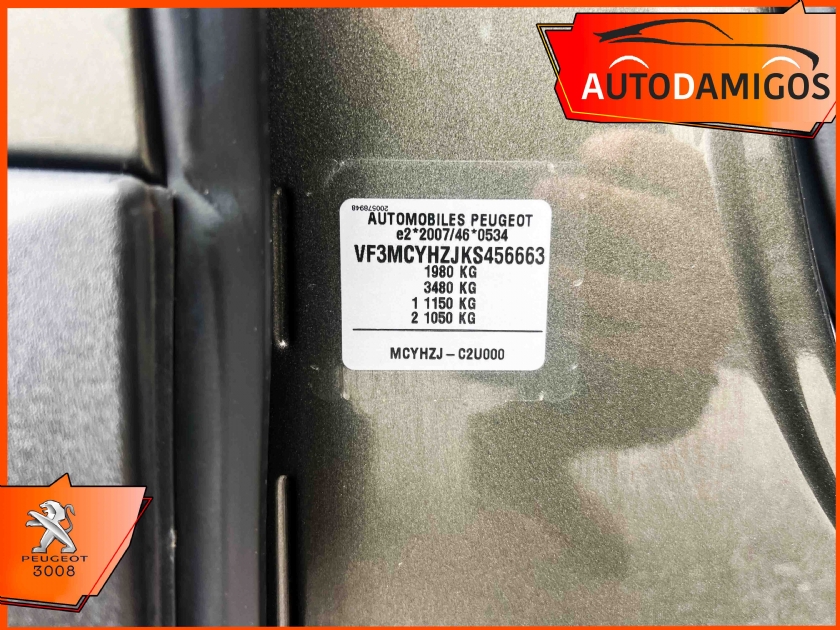 AUTODAMIGOS
200578948
AUTOMOBILES PEUGEOT
e2*2007/46*0534
VF3MCYHZJKS456663
1980 KG
3480 KG
1 1150 KG
2 1050 KG
MCYHZJ – C2U000
PEUGEOT
3008